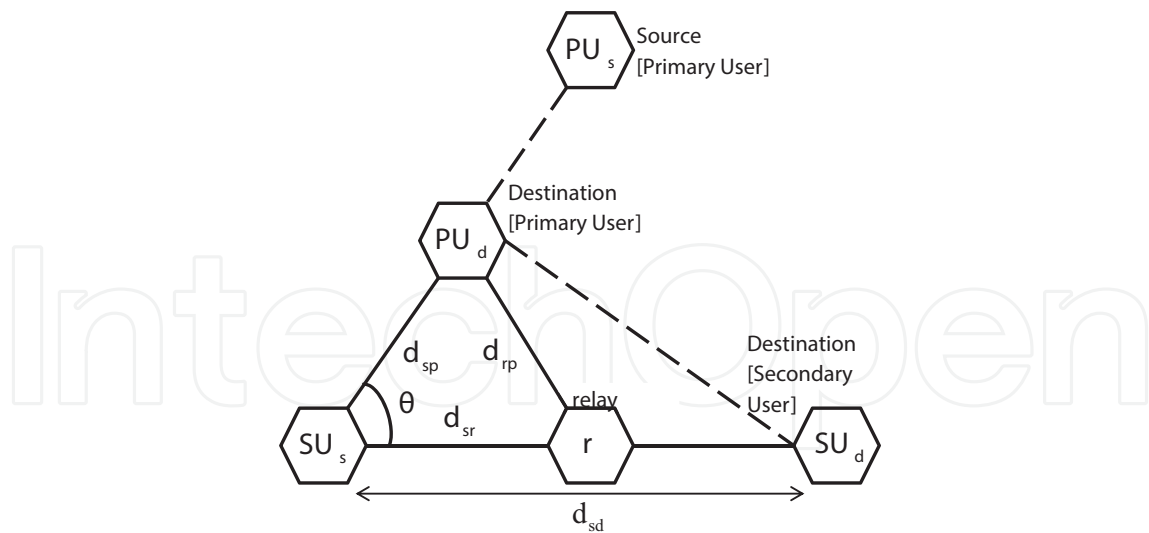 PU s
Source
[Primary User]
Destination
[Primary User]
PU d
IntechOpen
Destination
[Secondary
User]
d sp
d rp
relay
θ
d sr
SU s
r
SU d
d sd